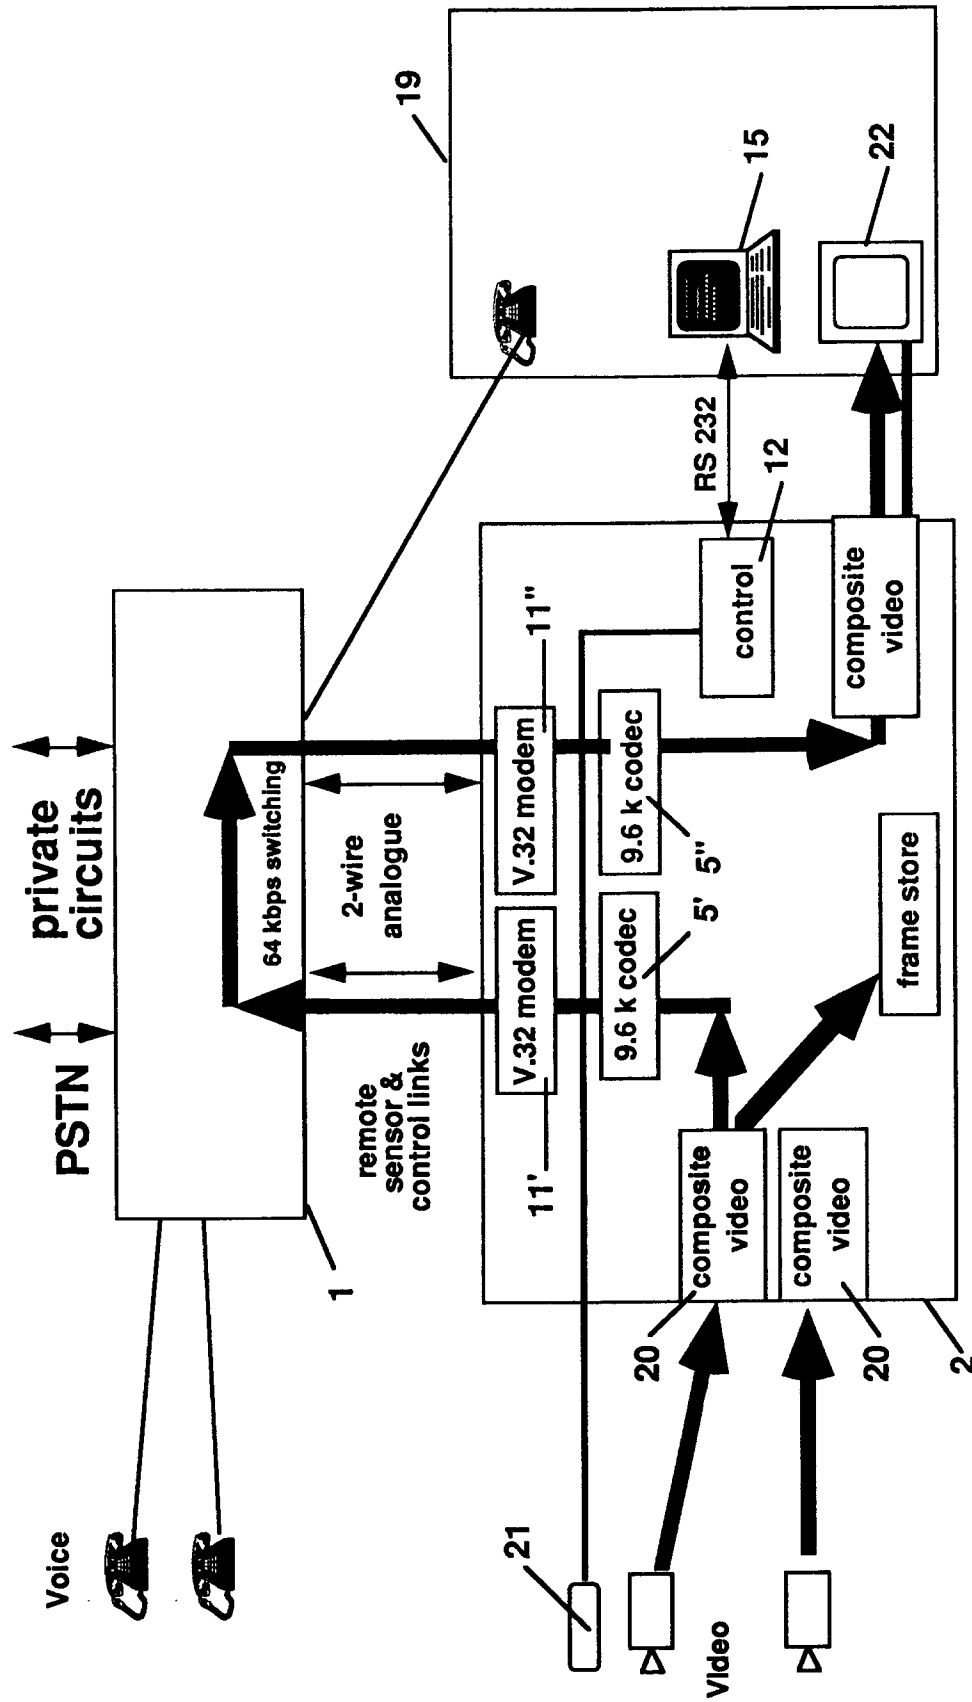 Voice
PSTN
private
circuits
64 kbps switching
1
remote
sensor &
control links
2-wire
analogue
19
11'
V.32 modem
V.32 modem
11"
9.6 k codec
9.6 k codec
5'
5"
RS 232
15
21
20
composite
video
composite
video
20
control
12
VIdeo
frame store
composite
video
22
2